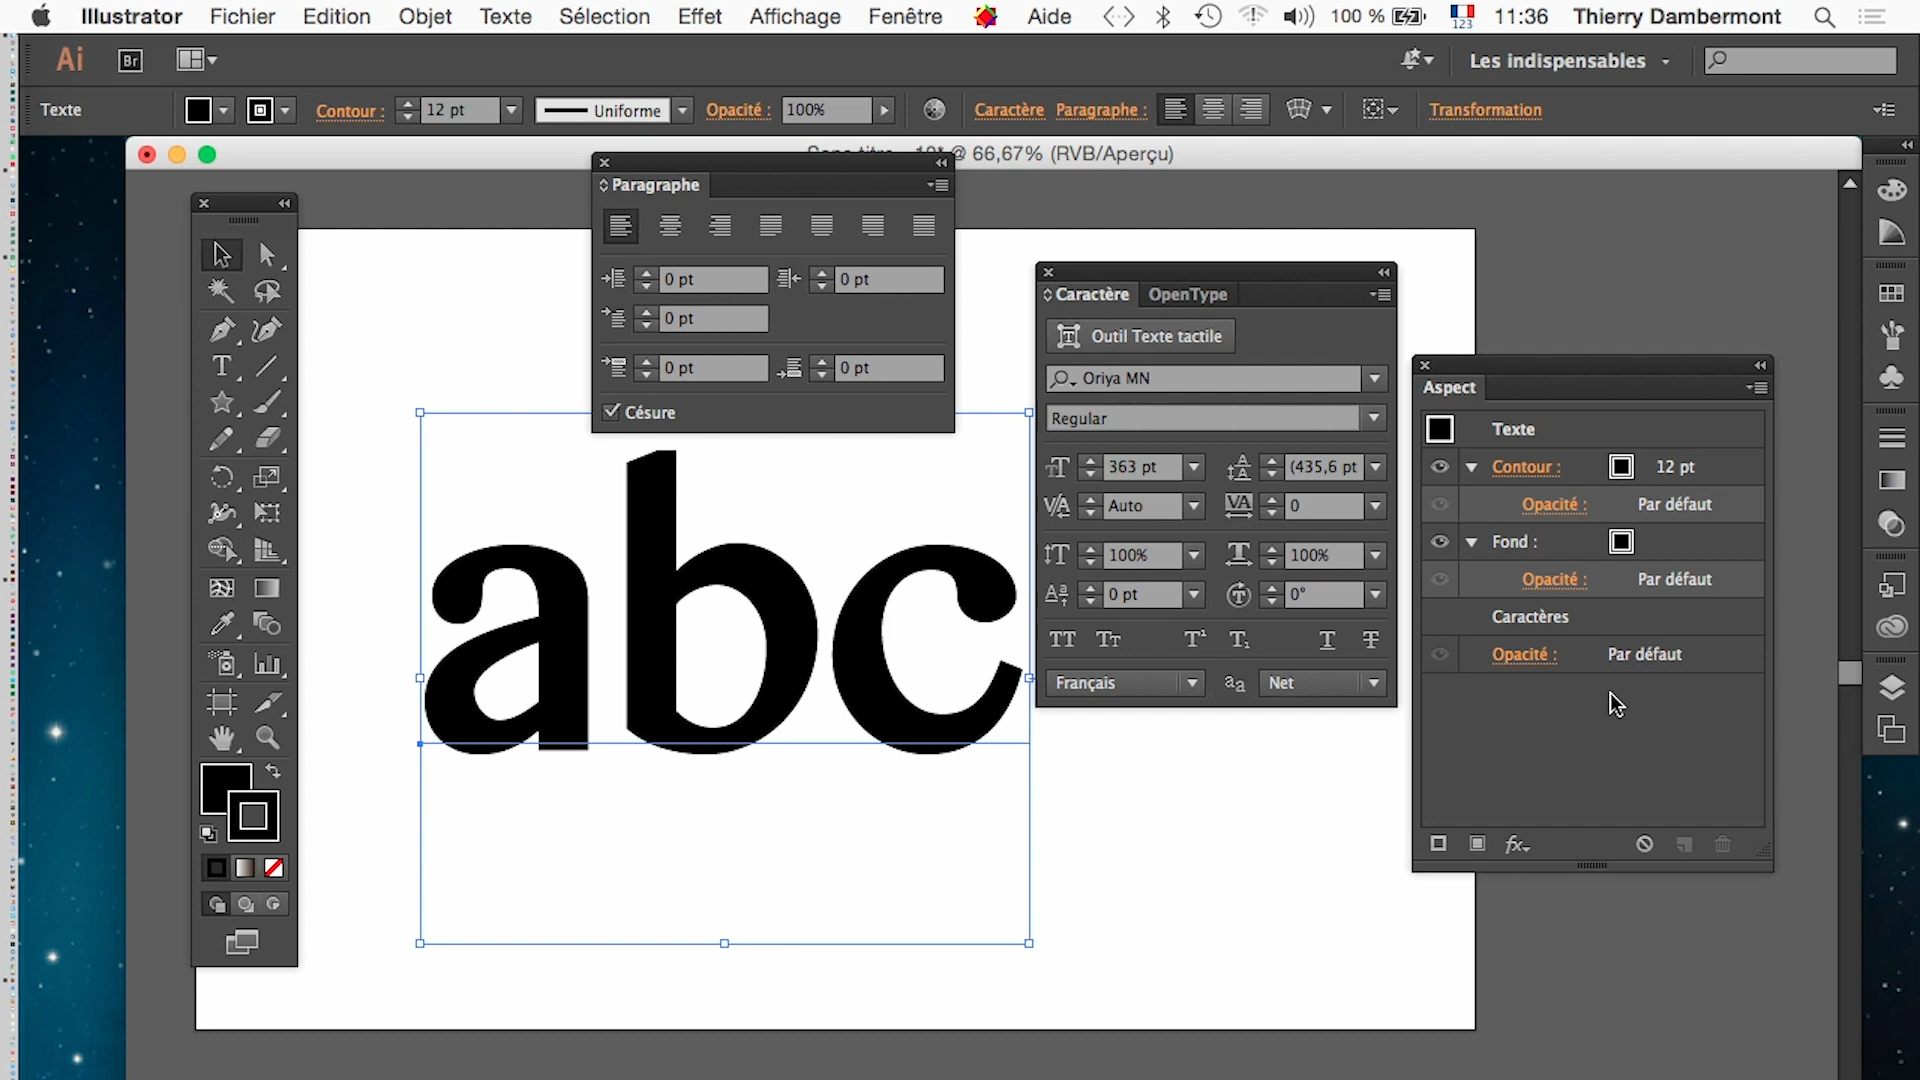 Illustrator Fichier Edition Objet Texte Sélection Effet Affichage Fenêtre Aide 100 % 123 11:36 Thierry Dambermont
Ai Br Les indispensables
Texte Contour : 12 pt Uniforme Opacité : 100% Caractère Paragraphe : Transformation
@ 66,67% (RVB/Aperçu)
Paragraphe
0 pt 0 pt
0 pt
0 pt 0 pt
Césure
Caractère OpenType
Outil Texte tactile
Oriya MN
Regular
363 pt (435,6 pt
Auto 0
100% 100%
0 pt 0°
Français Net
Aspect
Texte
Contour : 12 pt
Opacité : Par défaut
Fond :
Opacité : Par défaut
Caractères
Opacité : Par défaut
fx
abc